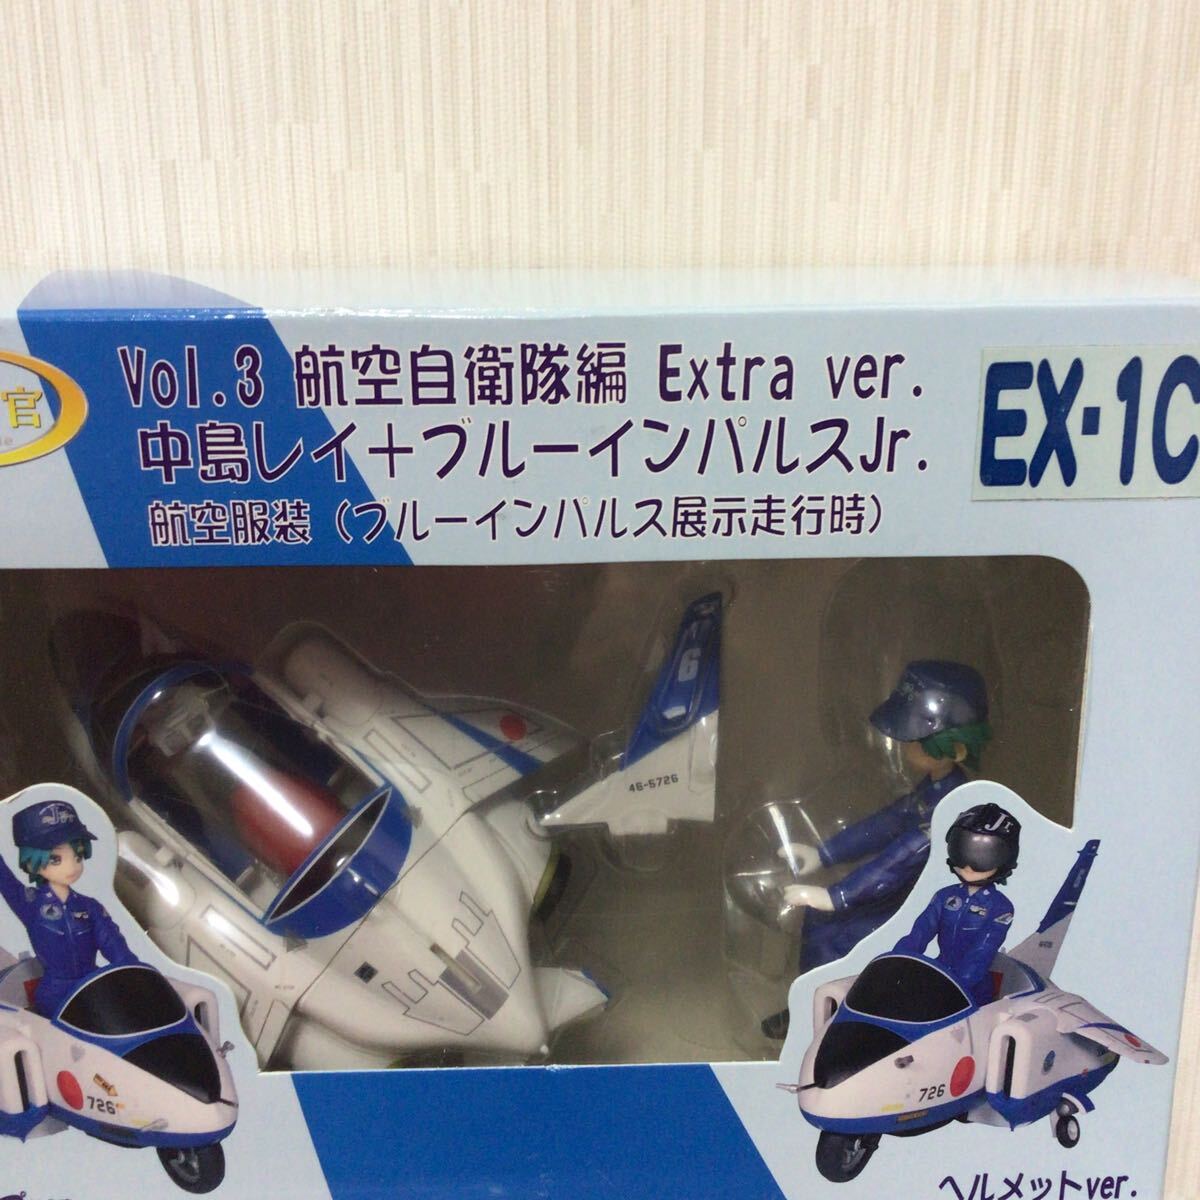 Vol.3 航空自衛隊編 Extra ver.
中島レイ+ブルーインパルスJr.
航空服装(ブルーインパルス展示走行時)
EX-1C
官
6
46-5726
Jr.
726
726
ヘルメットver.